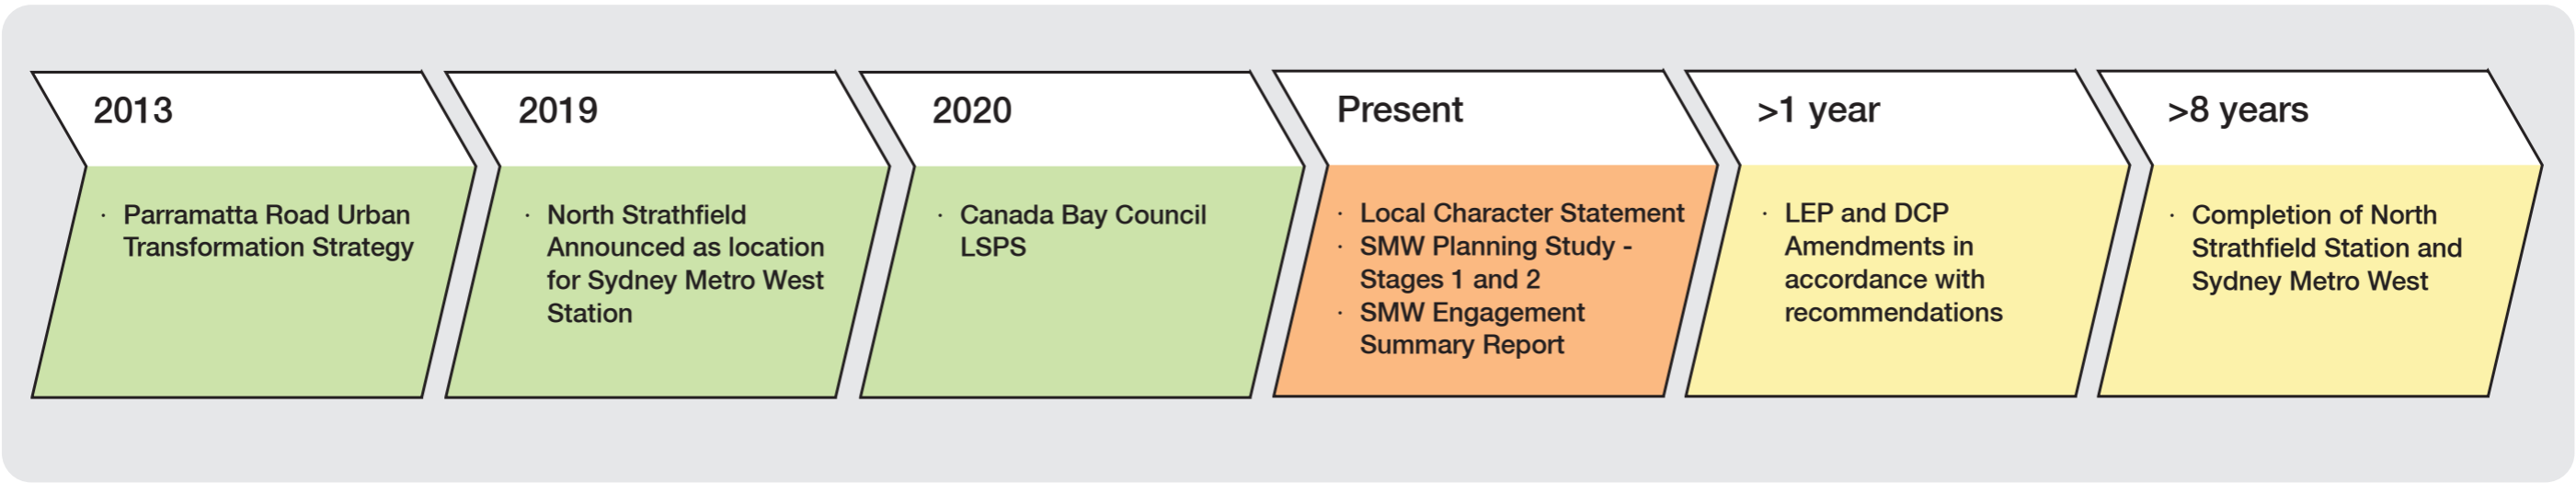 2013
· Parramatta Road Urban
Transformation Strategy
2019
· North Strathfield
Announced as location
for Sydney Metro West
Station
2020
· Canada Bay Council
LSPS
Present
· Local Character Statement
· SMW Planning Study -
Stages 1 and 2
· SMW Engagement
Summary Report
>1 year
· LEP and DCP
Amendments in
accordance with
recommendations
>8 years
· Completion of North
Strathfield Station and
Sydney Metro West